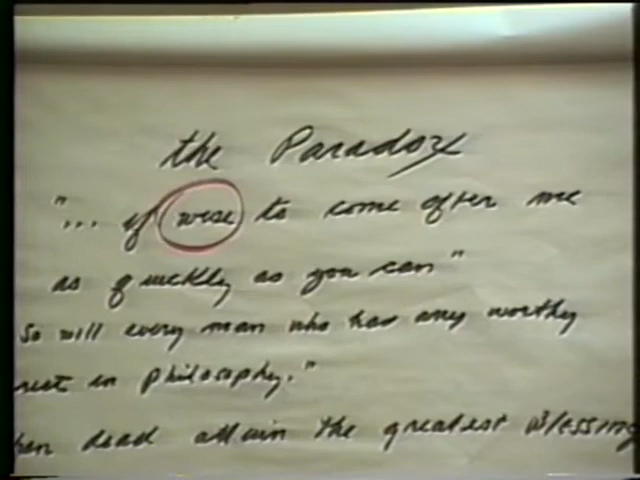 the Paradox
"... if wise to come after me
as quickly as you can"
So will every man who has any worthy
rest in philosophy."
hen dead attain the greatest blessing